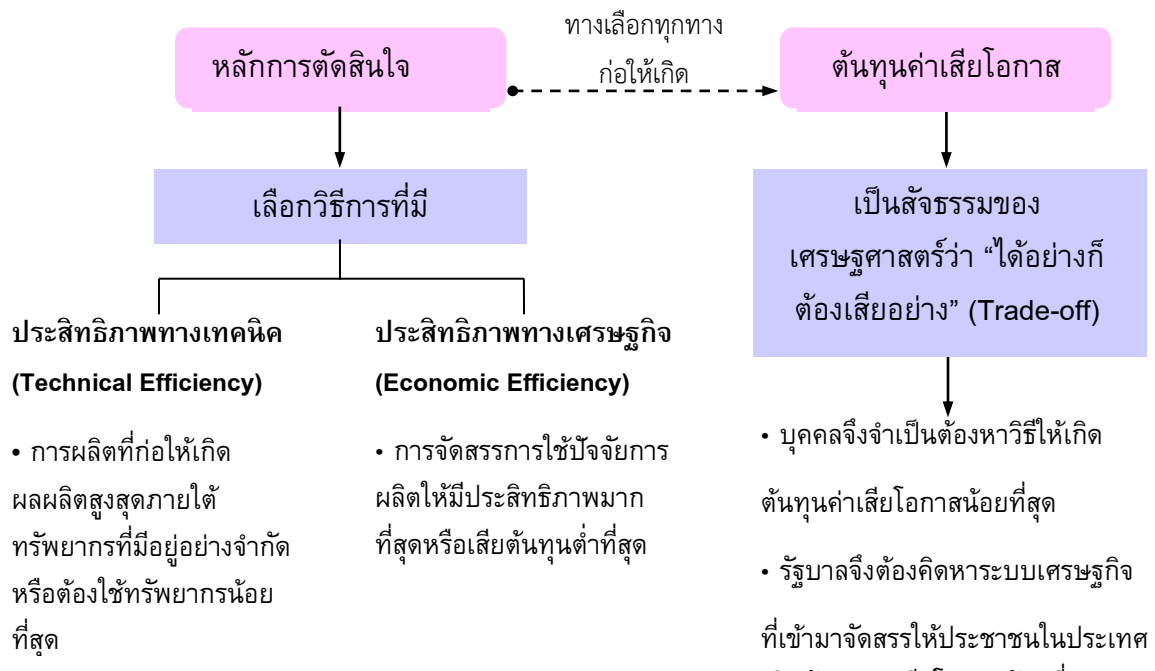 ทางเลือกทุกทาง
ก่อให้เกิด
หลักการตัดสินใจ
ต้นทุนค่าเสียโอกาส
เลือกวิธีการที่มี
ประสิทธิภาพทางเทคนิค
(Technical Efficiency)
• การผลิตที่ก่อให้เกิด
ผลผลิตสูงสุดภายใต้
ทรัพยากรที่มีอยู่อย่างจำกัด
หรือต้องใช้ทรัพยากรน้อย
ที่สุด
ประสิทธิภาพทางเศรษฐกิจ
(Economic Efficiency)
• การจัดสรรการใช้ปัจจัยการ
ผลิตให้มีประสิทธิภาพมาก
ที่สุดหรือเสียต้นทุนต่ำที่สุด
เป็นสัจธรรมของ
เศรษฐศาสตร์ว่า “ได้อย่างก็
ต้องเสียอย่าง” (Trade-off)
• บุคคลจึงจำเป็นต้องหาวิธีให้เกิด
ต้นทุนค่าเสียโอกาสน้อยที่สุด
• รัฐบาลจึงต้องคิดหาระบบเศรษฐกิจ
ที่เข้ามาจัดสรรให้ประชาชนในประเทศ